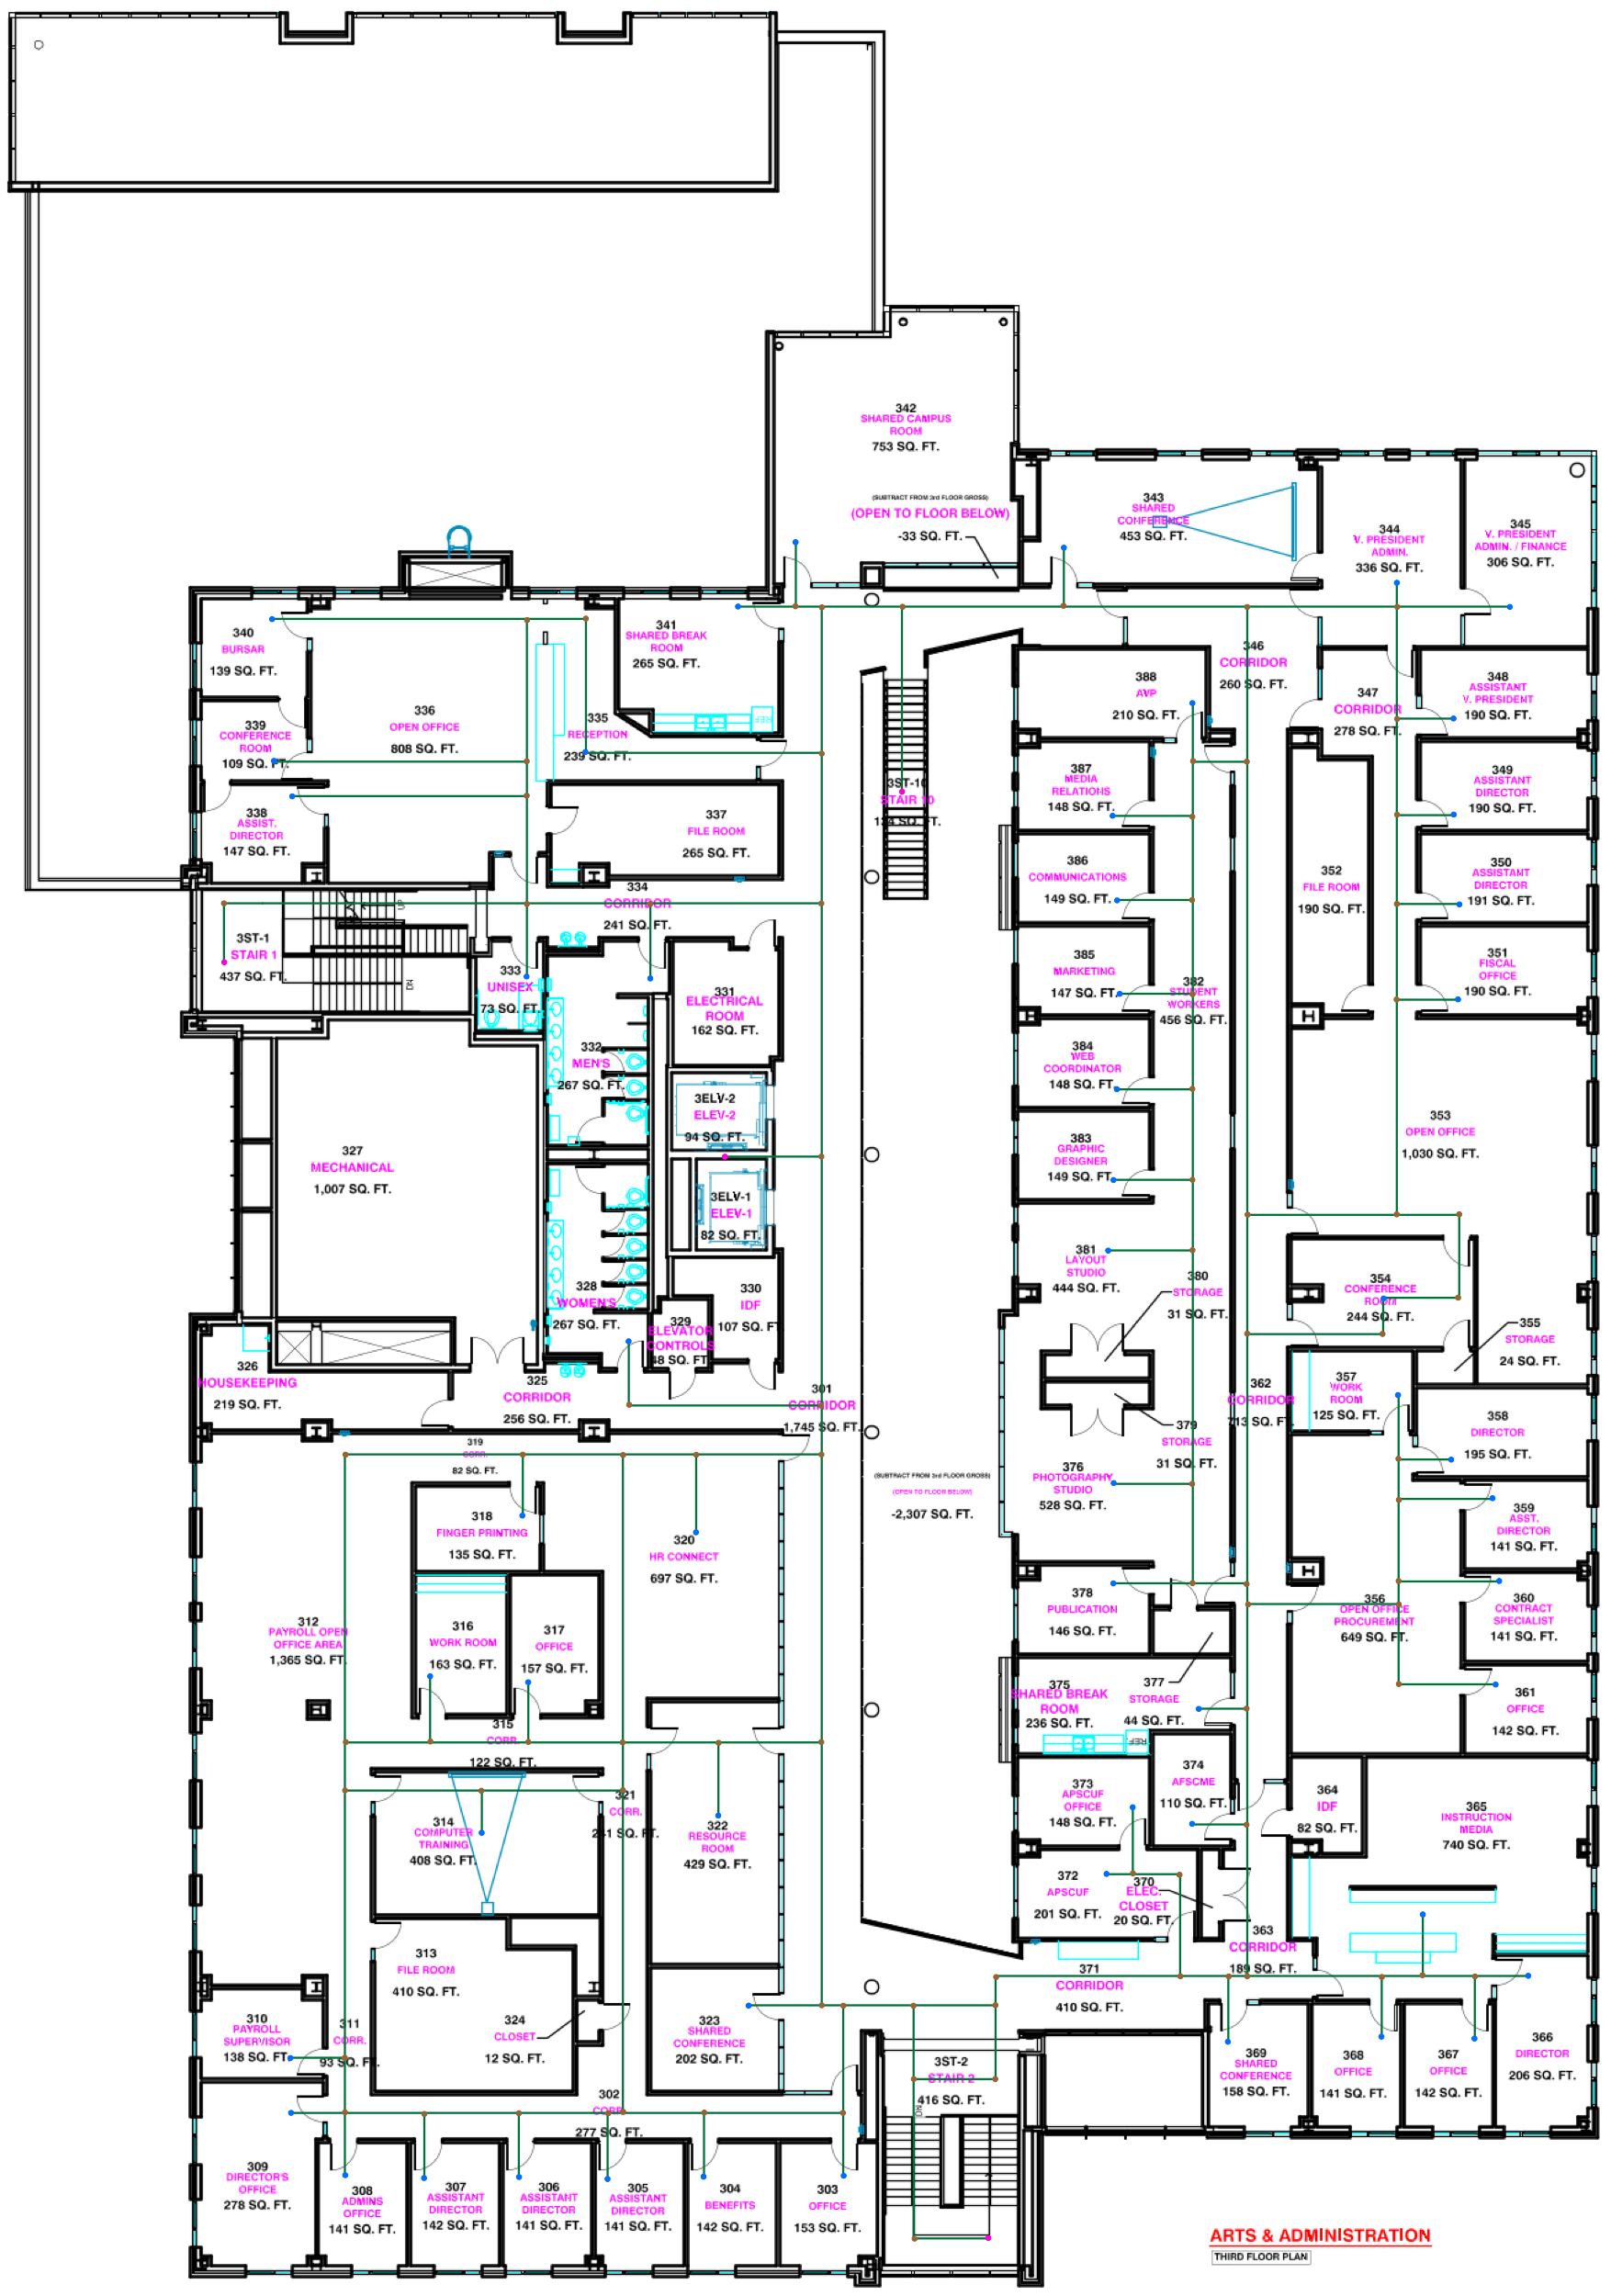 342
SHARED CAMPUS
ROOM
753 SQ. FT.
(SUBTRACT FROM 3rd FLOOR GROSS)
(OPEN TO FLOOR BELOW)
-33 SQ. FT.
343
SHARED
CONFERENCE
453 SQ. FT.
344
V. PRESIDENT
ADMIN.
336 SQ. FT.
345
V. PRESIDENT
ADMIN. / FINANCE
306 SQ. FT.
340
BURSAR
139 SQ. FT.
341
SHARED BREAK
ROOM
265 SQ. FT.
346
CORRIDOR
260 SQ. FT.
336
OPEN OFFICE
808 SQ. FT.
335
RECEPTION
239 SQ. FT.
339
CONFERENCE
ROOM
109 SQ. FT.
388
AVP
210 SQ. FT.
347
CORRIDOR
278 SQ. FT.
348
ASSISTANT
V. PRESIDENT
190 SQ. FT.
387
MEDIA
RELATIONS
148 SQ. FT.
349
ASSISTANT
DIRECTOR
190 SQ. FT.
338
ASSIST.
DIRECTOR
147 SQ. FT.
337
FILE ROOM
265 SQ. FT.
3ST-10
STAIR 10
134 SQ. FT.
386
COMMUNICATIONS
149 SQ. FT.
352
FILE ROOM
190 SQ. FT.
350
ASSISTANT
DIRECTOR
191 SQ. FT.
334
CORRIDOR
241 SQ. FT.
UP
3ST-1
STAIR 1
437 SQ. FT.
DN
333
UNISEX
73 SQ. FT.
331
ELECTRICAL
ROOM
162 SQ. FT.
385
MARKETING
147 SQ. FT.
382
STUDENT
WORKERS
456 SQ. FT.
351
FISCAL
OFFICE
190 SQ. FT.
332
MEN'S
267 SQ. FT.
384
WEB
COORDINATOR
148 SQ. FT.
3ELV-2
ELEV-2
94 SQ. FT.
353
OPEN OFFICE
1,030 SQ. FT.
327
MECHANICAL
1,007 SQ. FT.
383
GRAPHIC
DESIGNER
149 SQ. FT.
3ELV-1
ELEV-1
82 SQ. FT.
381
LAYOUT
STUDIO
444 SQ. FT.
380
STORAGE
31 SQ. FT.
354
CONFERENCE
ROOM
244 SQ. FT.
328
WOMEN'S
267 SQ. FT.
330
IDF
107 SQ. FT
329
ELEVATOR
CONTROLS
48 SQ. FT.
355
STORAGE
24 SQ. FT.
326
HOUSEKEEPING
219 SQ. FT.
325
CORRIDOR
256 SQ. FT.
301
CORRIDOR
1,745 SQ. FT.
362
CORRIDOR
713 SQ. FT.
357
WORK
ROOM
125 SQ. FT.
358
DIRECTOR
195 SQ. FT.
379
STORAGE
31 SQ. FT.
319
CORR.
82 SQ. FT.
376
PHOTOGRAPHY
STUDIO
528 SQ. FT.
(SUBTRACT FROM 3rd FLOOR GROSS)
(OPEN TO FLOOR BELOW)
-2,307 SQ. FT.
318
FINGER PRINTING
135 SQ. FT.
320
HR CONNECT
697 SQ. FT.
359
ASST.
DIRECTOR
141 SQ. FT.
312
PAYROLL OPEN
OFFICE AREA
1,365 SQ. FT.
316
WORK ROOM
163 SQ. FT.
317
OFFICE
157 SQ. FT.
378
PUBLICATION
146 SQ. FT.
356
OPEN OFFICE
PROCUREMENT
649 SQ. FT.
360
CONTRACT
SPECIALIST
141 SQ. FT.
375
SHARED BREAK
ROOM
236 SQ. FT.
377
STORAGE
44 SQ. FT.
REF
361
OFFICE
142 SQ. FT.
315
CORR.
122 SQ. FT.
373
APSCUF
OFFICE
148 SQ. FT.
374
AFSCME
110 SQ. FT.
364
IDF
82 SQ. FT.
365
INSTRUCTION
MEDIA
740 SQ. FT.
314
COMPUTER
TRAINING
408 SQ. FT.
321
CORR.
241 SQ. FT.
322
RESOURCE
ROOM
429 SQ. FT.
372
APSCUF
201 SQ. FT.
370
ELEC.
CLOSET
20 SQ. FT.
363
CORRIDOR
189 SQ. FT.
313
FILE ROOM
410 SQ. FT.
371
CORRIDOR
410 SQ. FT.
310
PAYROLL
SUPERVISOR
138 SQ. FT.
311
CORR.
93 SQ. FT.
324
CLOSET
12 SQ. FT.
323
SHARED
CONFERENCE
202 SQ. FT.
3ST-2
STAIR 2
416 SQ. FT.
DN
369
SHARED
CONFERENCE
158 SQ. FT.
368
OFFICE
141 SQ. FT.
367
OFFICE
142 SQ. FT.
366
DIRECTOR
206 SQ. FT.
302
CORR.
277 SQ. FT.
309
DIRECTOR'S
OFFICE
278 SQ. FT.
308
ADMINS
OFFICE
141 SQ. FT.
307
ASSISTANT
DIRECTOR
142 SQ. FT.
306
ASSISTANT
DIRECTOR
141 SQ. FT.
305
ASSISTANT
DIRECTOR
141 SQ. FT.
304
BENEFITS
142 SQ. FT.
303
OFFICE
153 SQ. FT.
ARTS & ADMINISTRATION
THIRD FLOOR PLAN